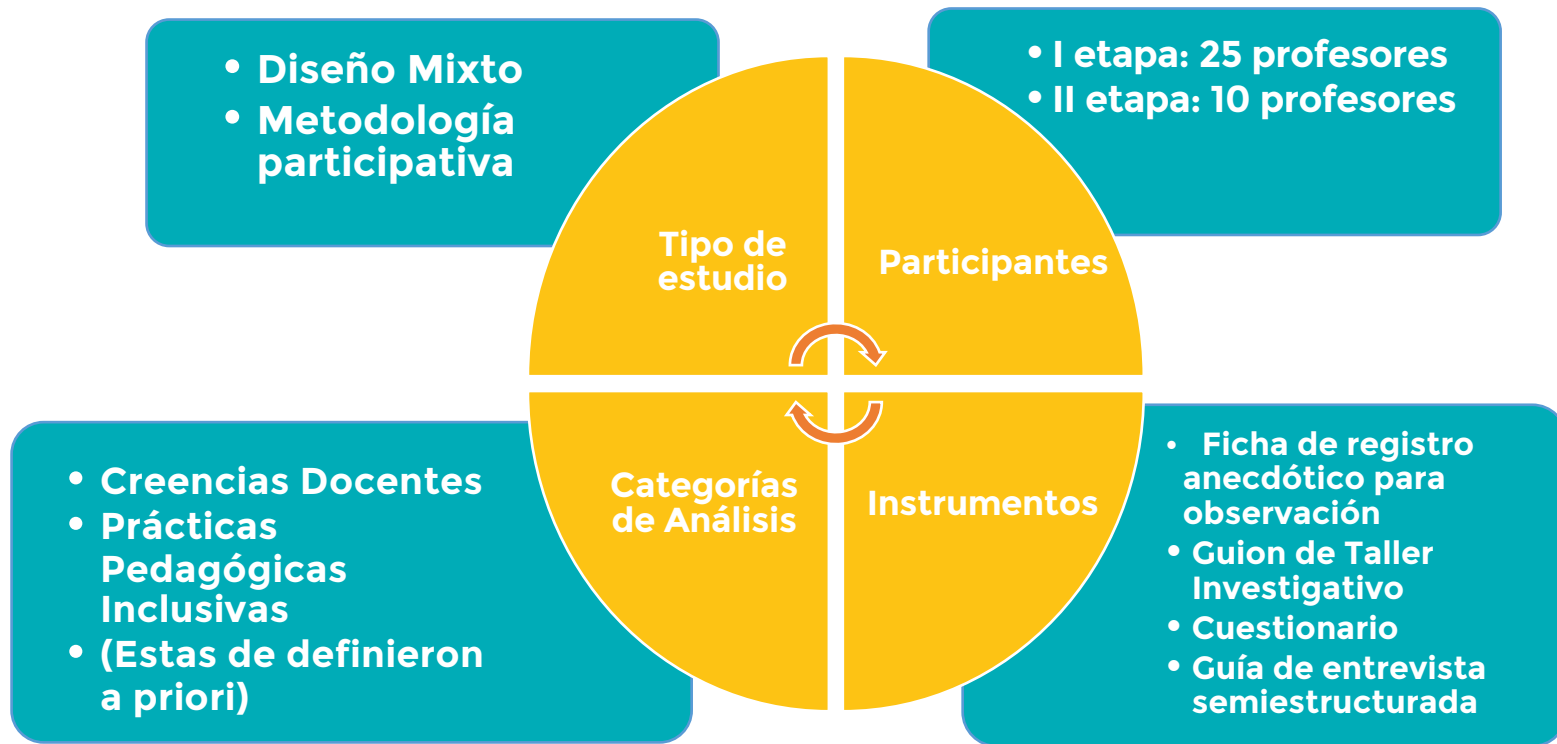 • Diseño Mixto
• Metodología
participativa
• I etapa: 25 profesores
• II etapa: 10 profesores
Tipo de
estudio
Participantes
Categorías
de Análisis
Instrumentos
• Creencias Docentes
• Prácticas
Pedagógicas
Inclusivas
• (Estas de definieron
a priori)
• Ficha de registro
anecdótico para
observación
• Guion de Taller
Investigativo
• Cuestionario
• Guía de entrevista
semiestructurada